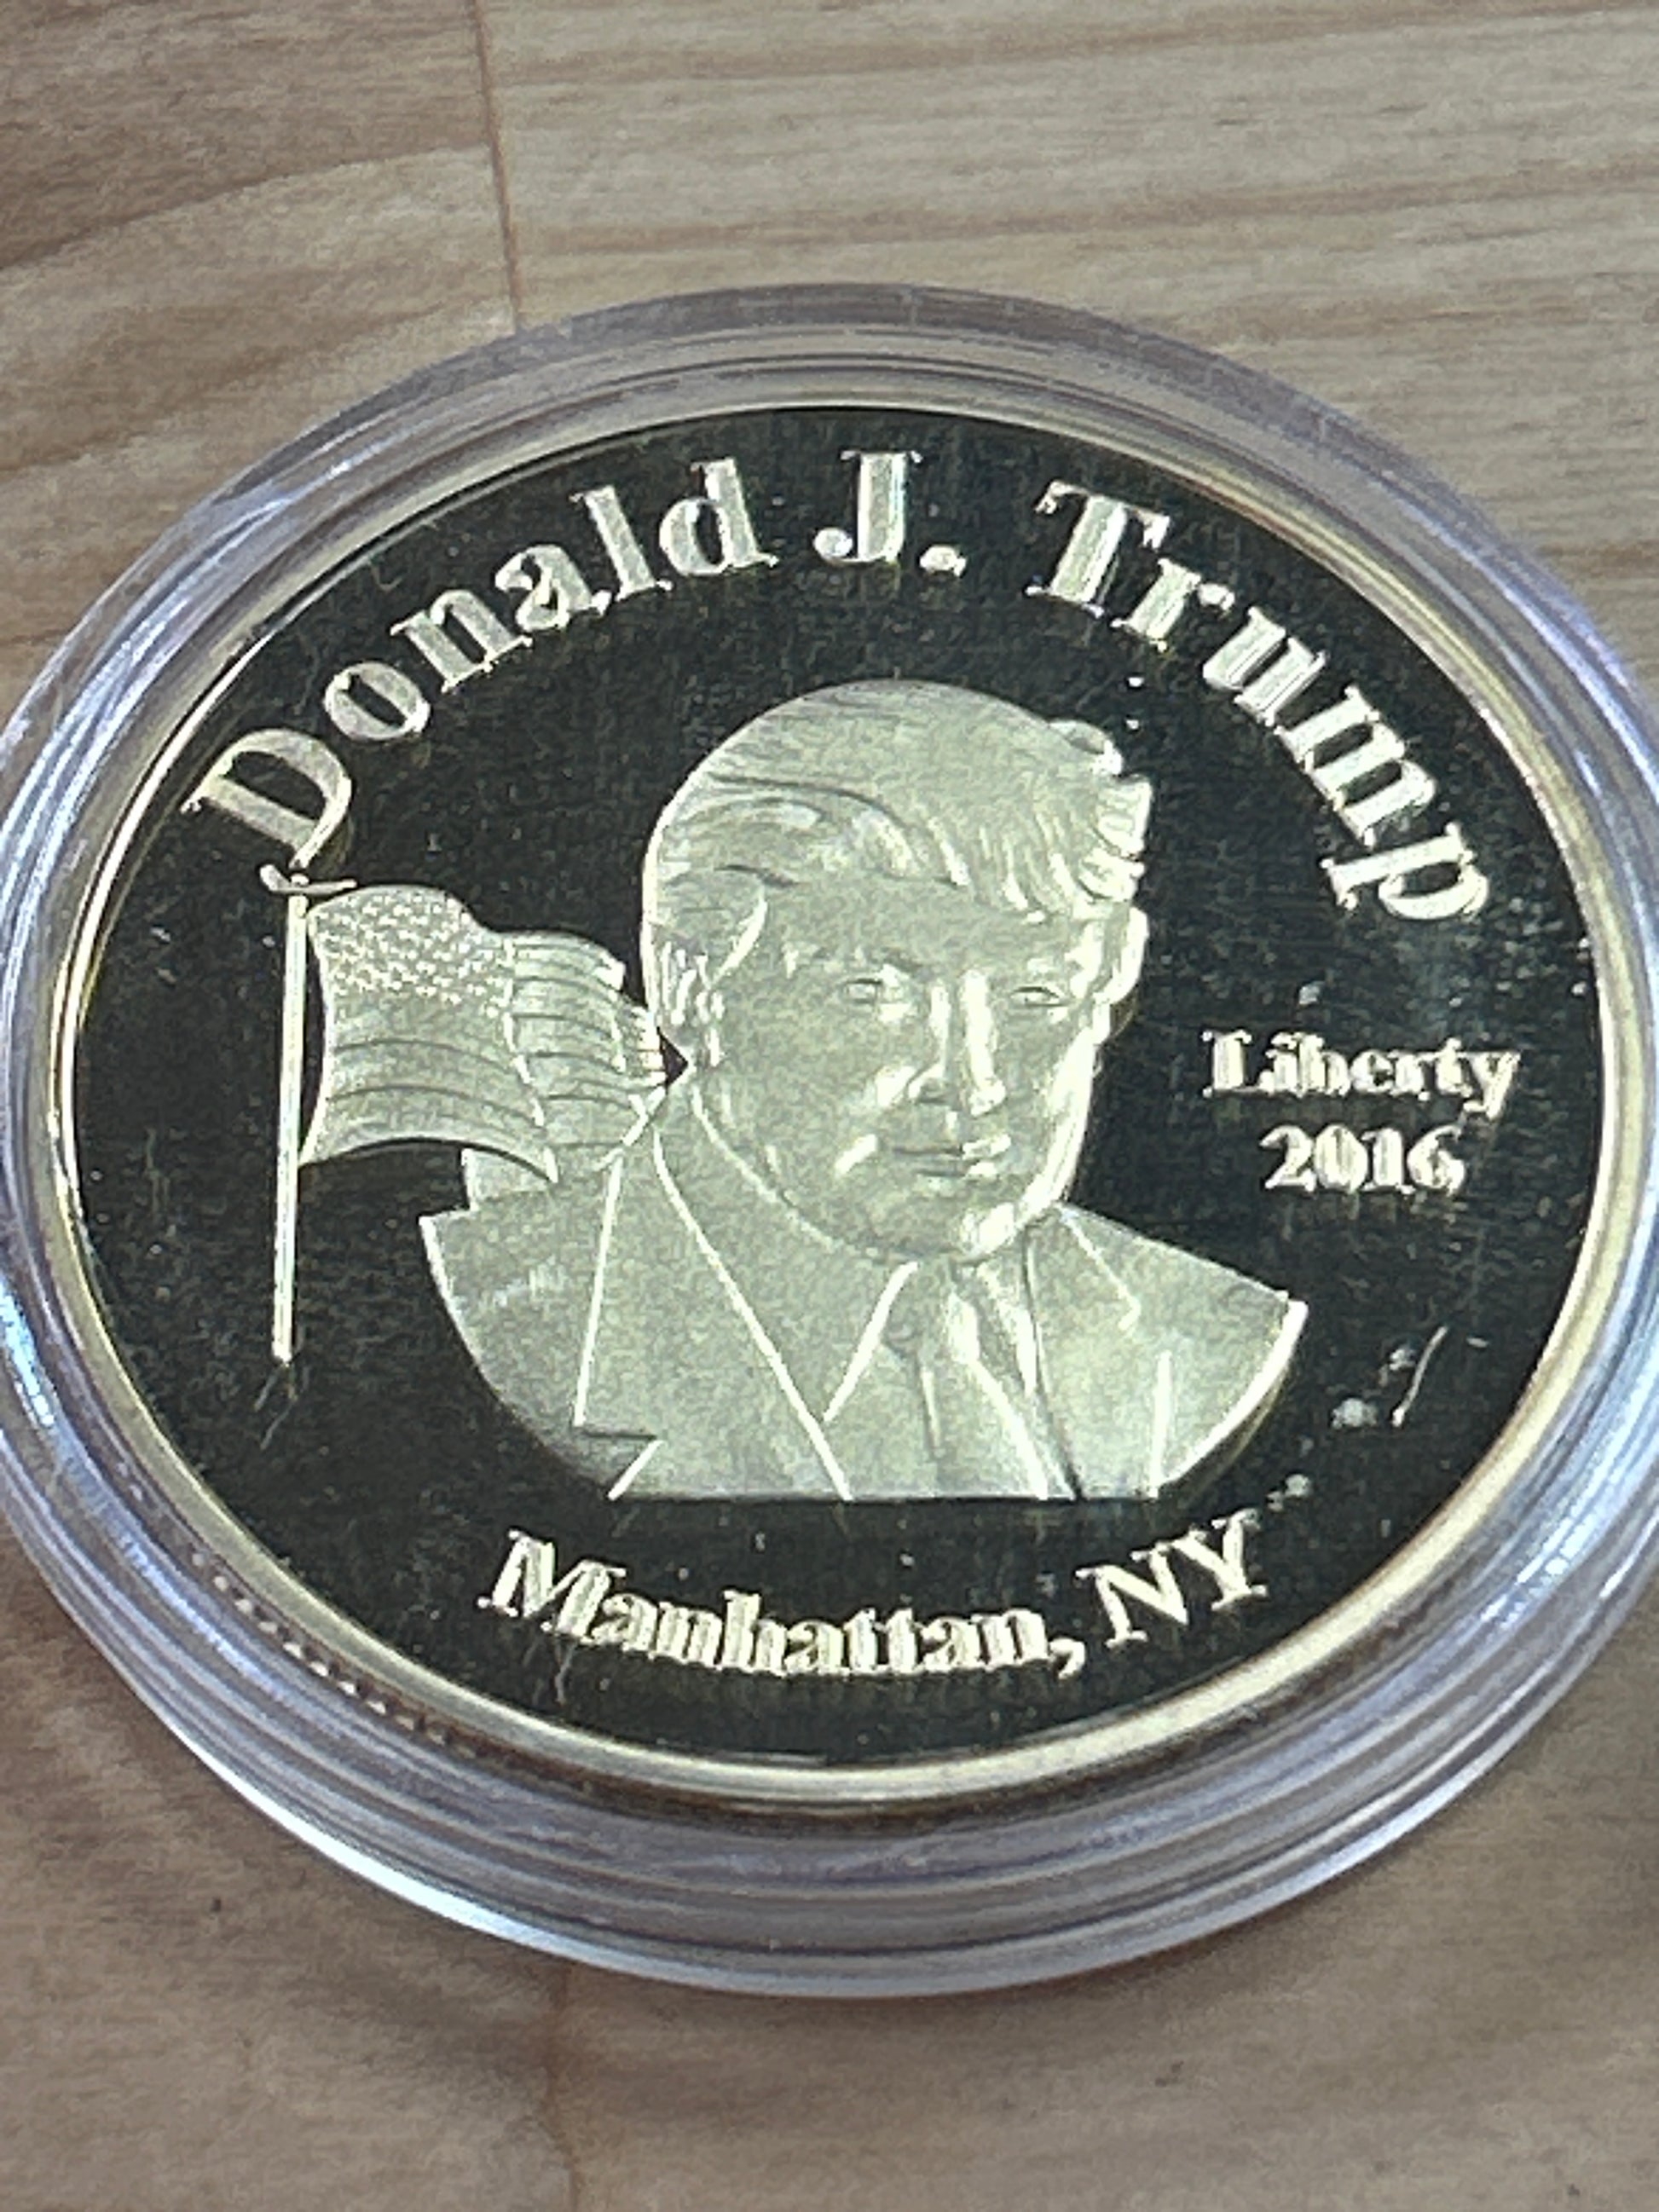 Donald J. Trump
Liberty
2016
Manhattan, NY